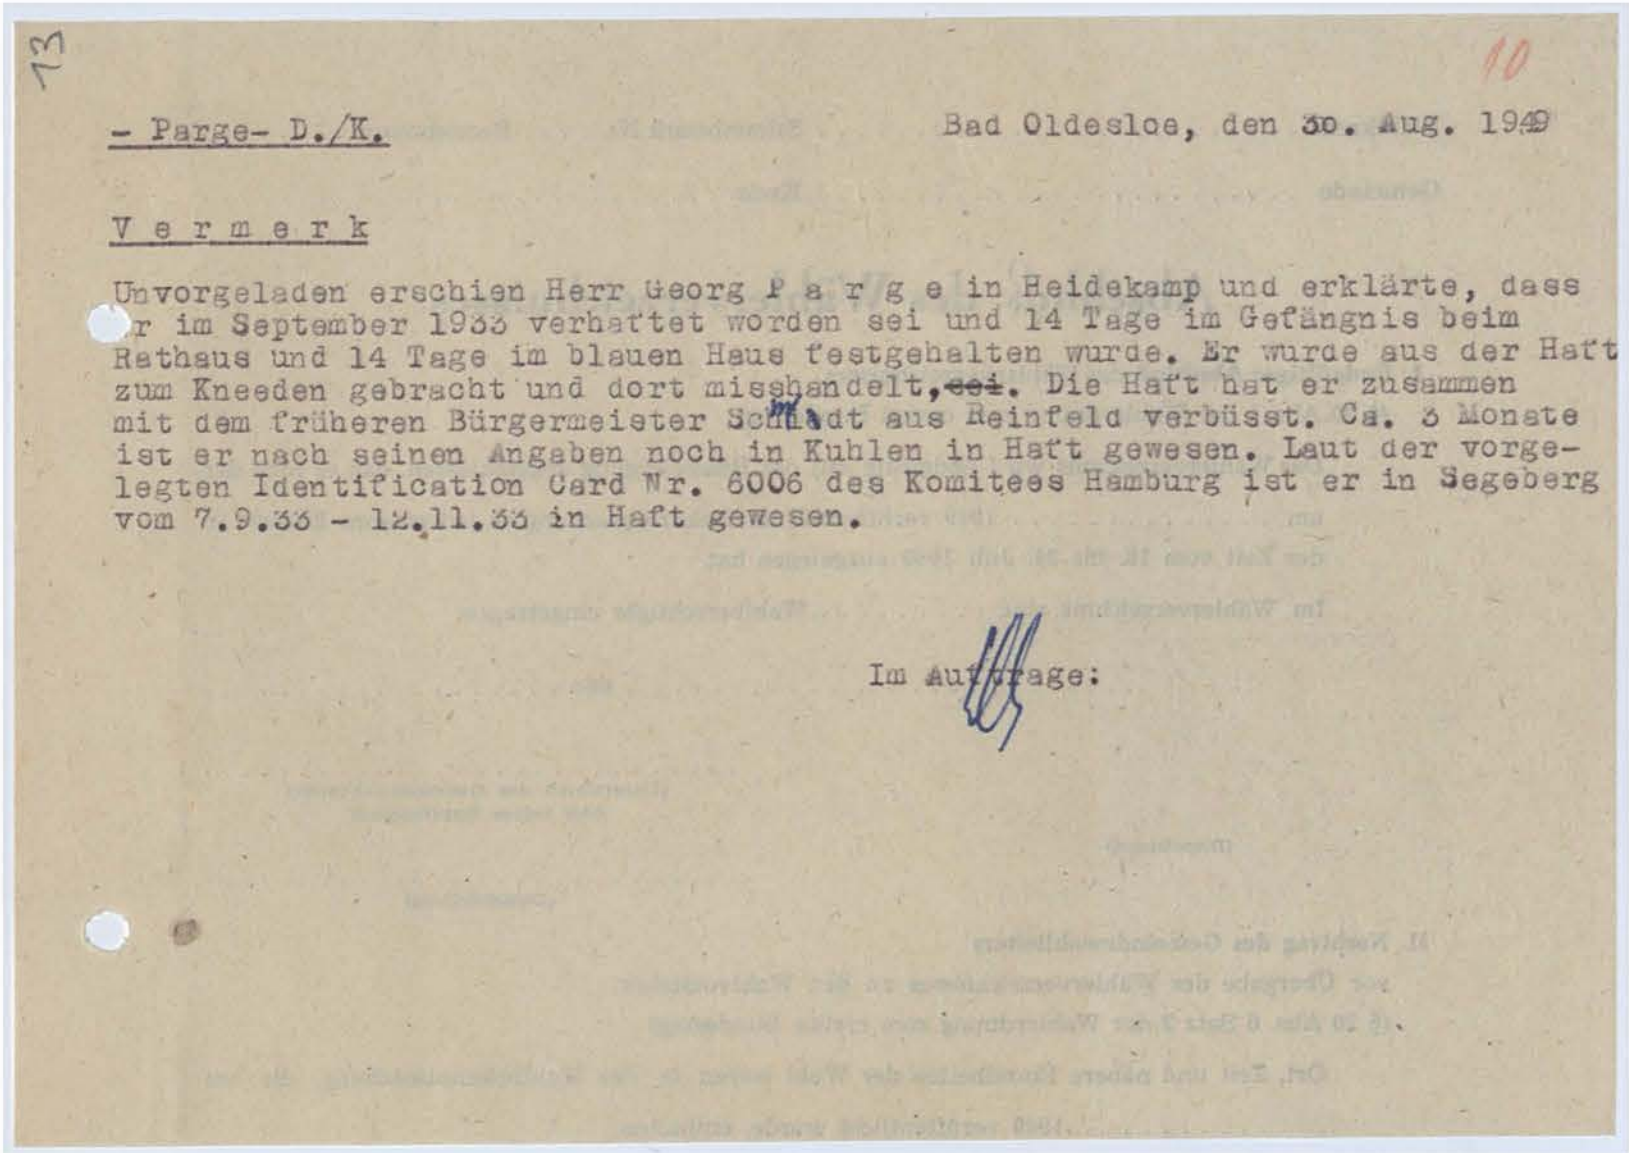 13
10
- Parge- D./K.
Bad Oldesloe, den 30. Aug. 1949
V e r m e r k
Unvorgeladen erschien Herr Georg P a r g e in Heidekamp und erklärte, dass
r im September 1933 verhaftet worden sei und 14 Tage im Gefängnis beim
Rathaus und 14 Tage im blauen Haus festgehalten wurde. Er wurde aus der Haft
zum Kneeden gebracht und dort misshandelt, sei. Die Haft hat er zusammen
mit dem früheren Bürgermeister Schmidt aus Reinfeld verbüsst. Ca. 3 Monate
ist er nach seinen Angaben noch in Kuhlen in Haft gewesen. Laut der vorge-
legten Identification Card Nr. 6006 des Komitees Hamburg ist er in Segeberg
vom 7.9.33 - 12.11.33 in Haft gewesen.
Im Auftrage: